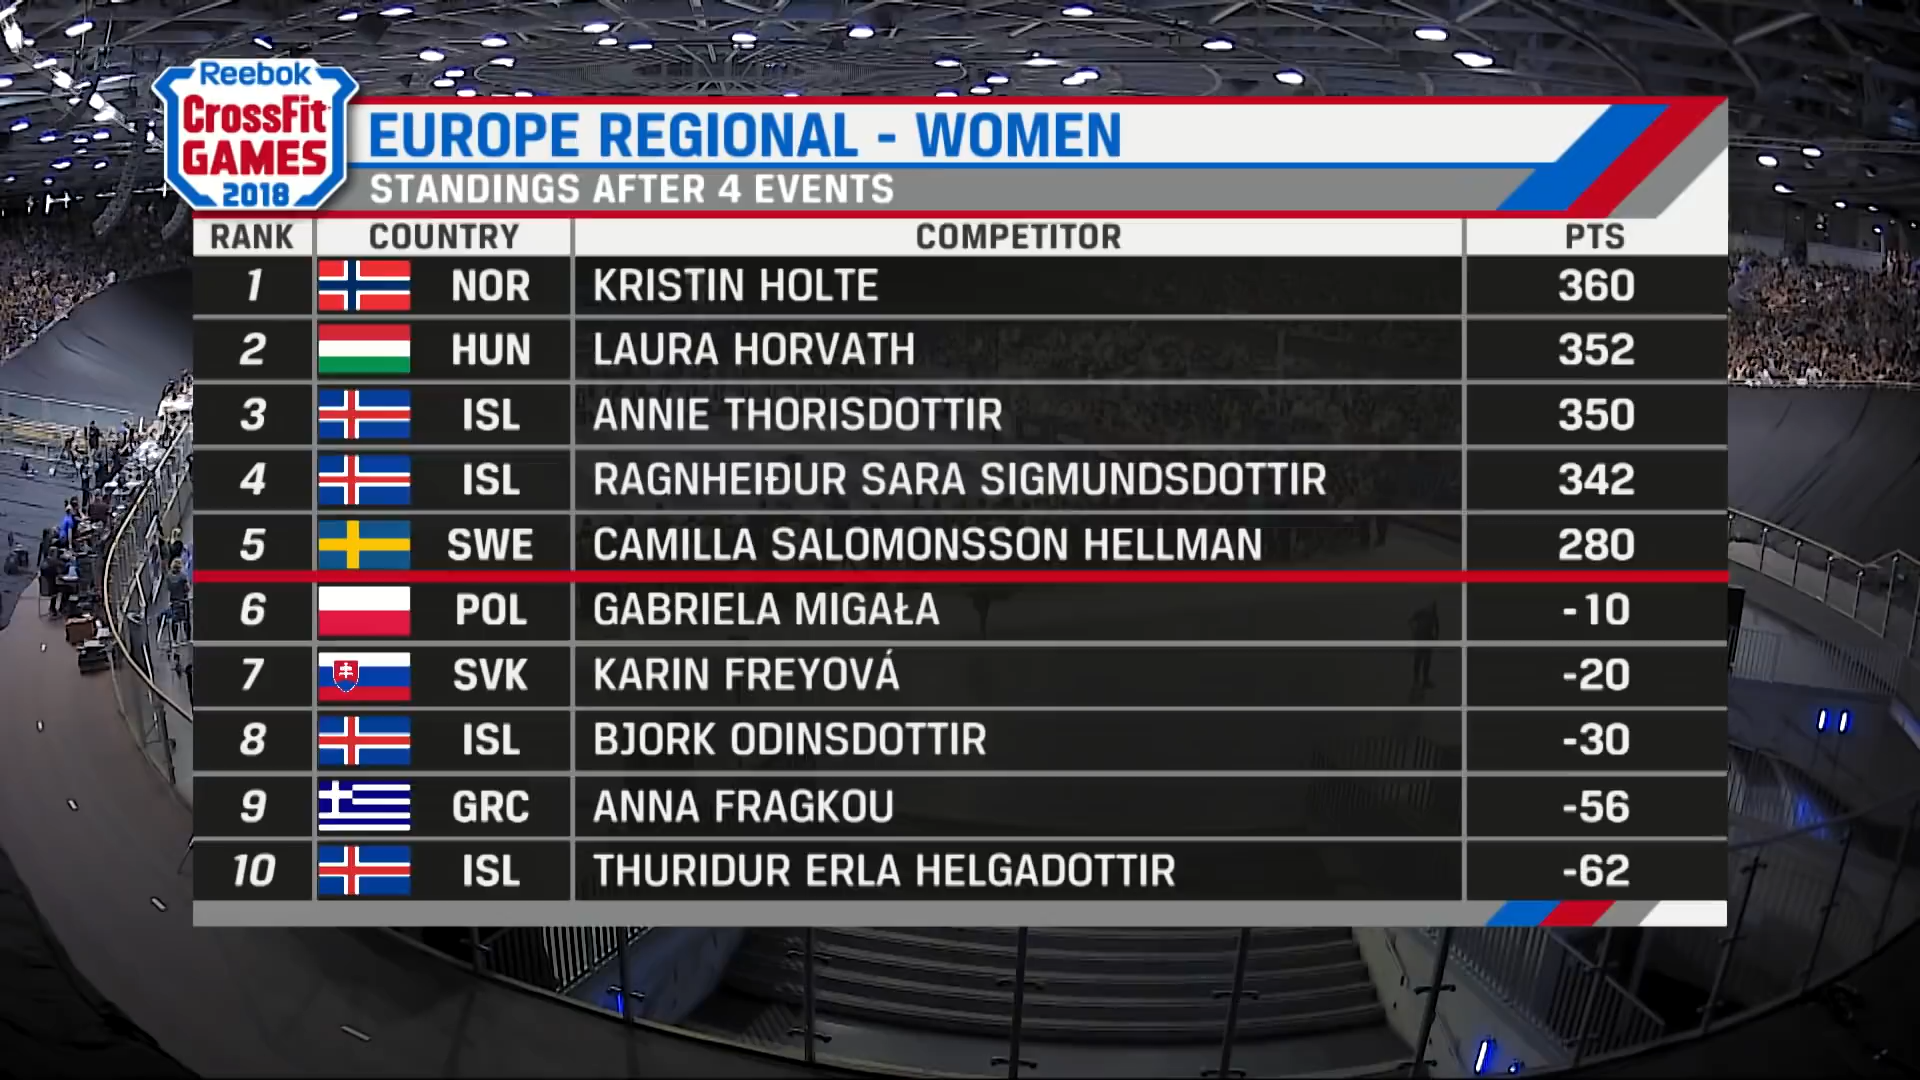 Reebok
CrossFit
GAMES
2018
EUROPE REGIONAL - WOMEN
STANDINGS AFTER 4 EVENTS
RANK COUNTRY COMPETITOR PTS
1 NOR KRISTIN HOLTE 360
2 HUN LAURA HORVATH 352
3 ISL ANNIE THORISDOTTIR 350
4 ISL RAGNHEIÐUR SARA SIGMUNDSDOTTIR 342
5 SWE CAMILLA SALOMONSSON HELLMAN 280
6 POL GABRIELA MIGAŁA -10
7 SVK KARIN FREYOVÁ -20
8 ISL BJORK ODINSDOTTIR -30
9 GRC ANNA FRAGKOU -56
10 ISL THURIDUR ERLA HELGADOTTIR -62